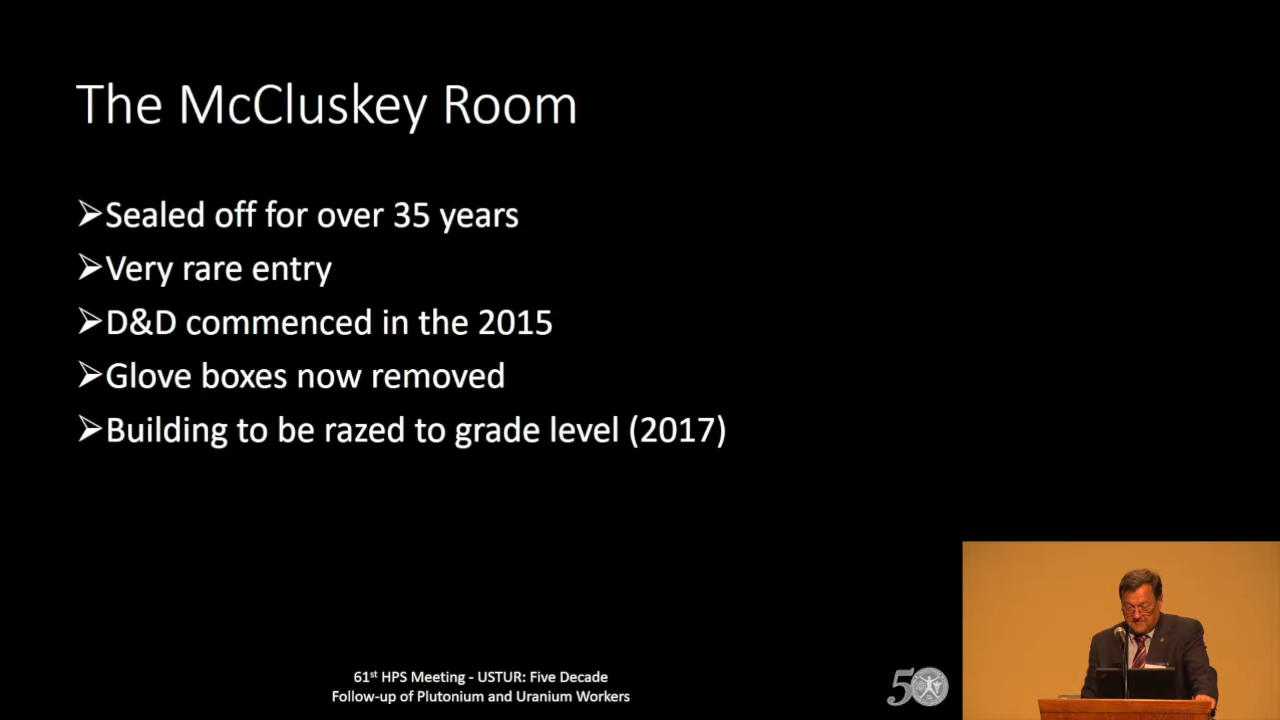 The McCluskey Room
➢Sealed off for over 35 years
➢Very rare entry
➢D&D commenced in the 2015
➢Glove boxes now removed
➢Building to be razed to grade level (2017)
61st HPS Meeting - USTUR: Five Decade
Follow-up of Plutonium and Uranium Workers
50